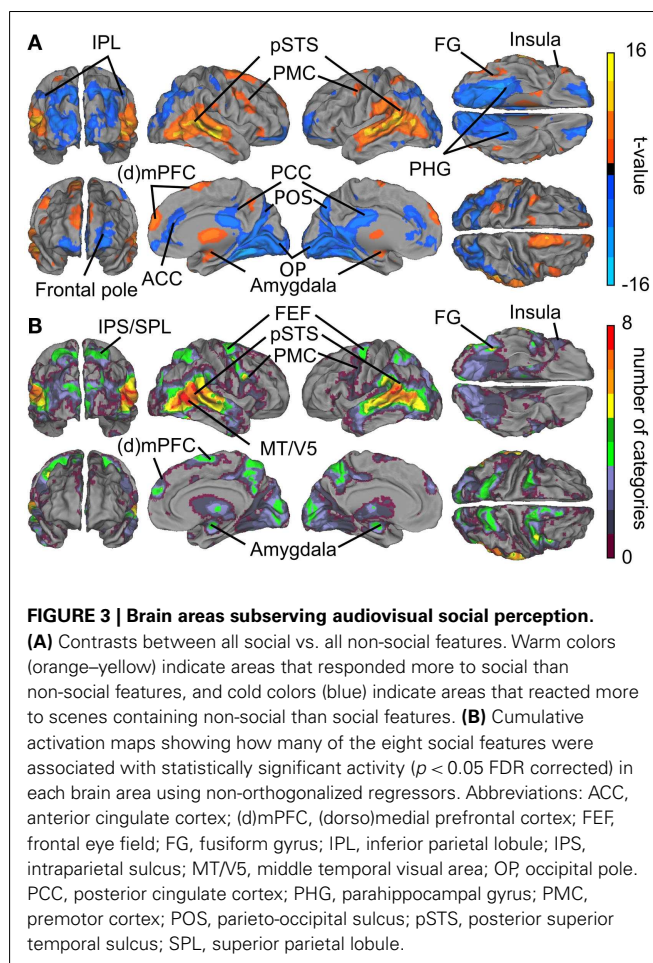 A
IPL
pSTS
PMC
FG
Insula
16
t-value
-16
PHG
(d)mPFC
PCC
POS
ACC
OP
Frontal pole
Amygdala
B
IPS/SPL
FEF
pSTS
PMC
FG
Insula
8
number of categories
0
MT/V5
(d)mPFC
Amygdala
FIGURE 3 | Brain areas subserving audiovisual social perception.
(A) Contrasts between all social vs. all non-social features. Warm colors
(orange–yellow) indicate areas that responded more to social than
non-social features, and cold colors (blue) indicate areas that reacted more
to scenes containing non-social than social features. (B) Cumulative
activation maps showing how many of the eight social features were
associated with statistically significant activity (p < 0.05 FDR corrected) in
each brain area using non-orthogonalized regressors. Abbreviations: ACC,
anterior cingulate cortex; (d)mPFC, (dorso)medial prefrontal cortex; FEF,
frontal eye field; FG, fusiform gyrus; IPL, inferior parietal lobule; IPS,
intraparietal sulcus; MT/V5, middle temporal visual area; OP, occipital pole.
PCC, posterior cingulate cortex; PHG, parahippocampal gyrus; PMC,
premotor cortex; POS, parieto-occipital sulcus; pSTS, posterior superior
temporal sulcus; SPL, superior parietal lobule.